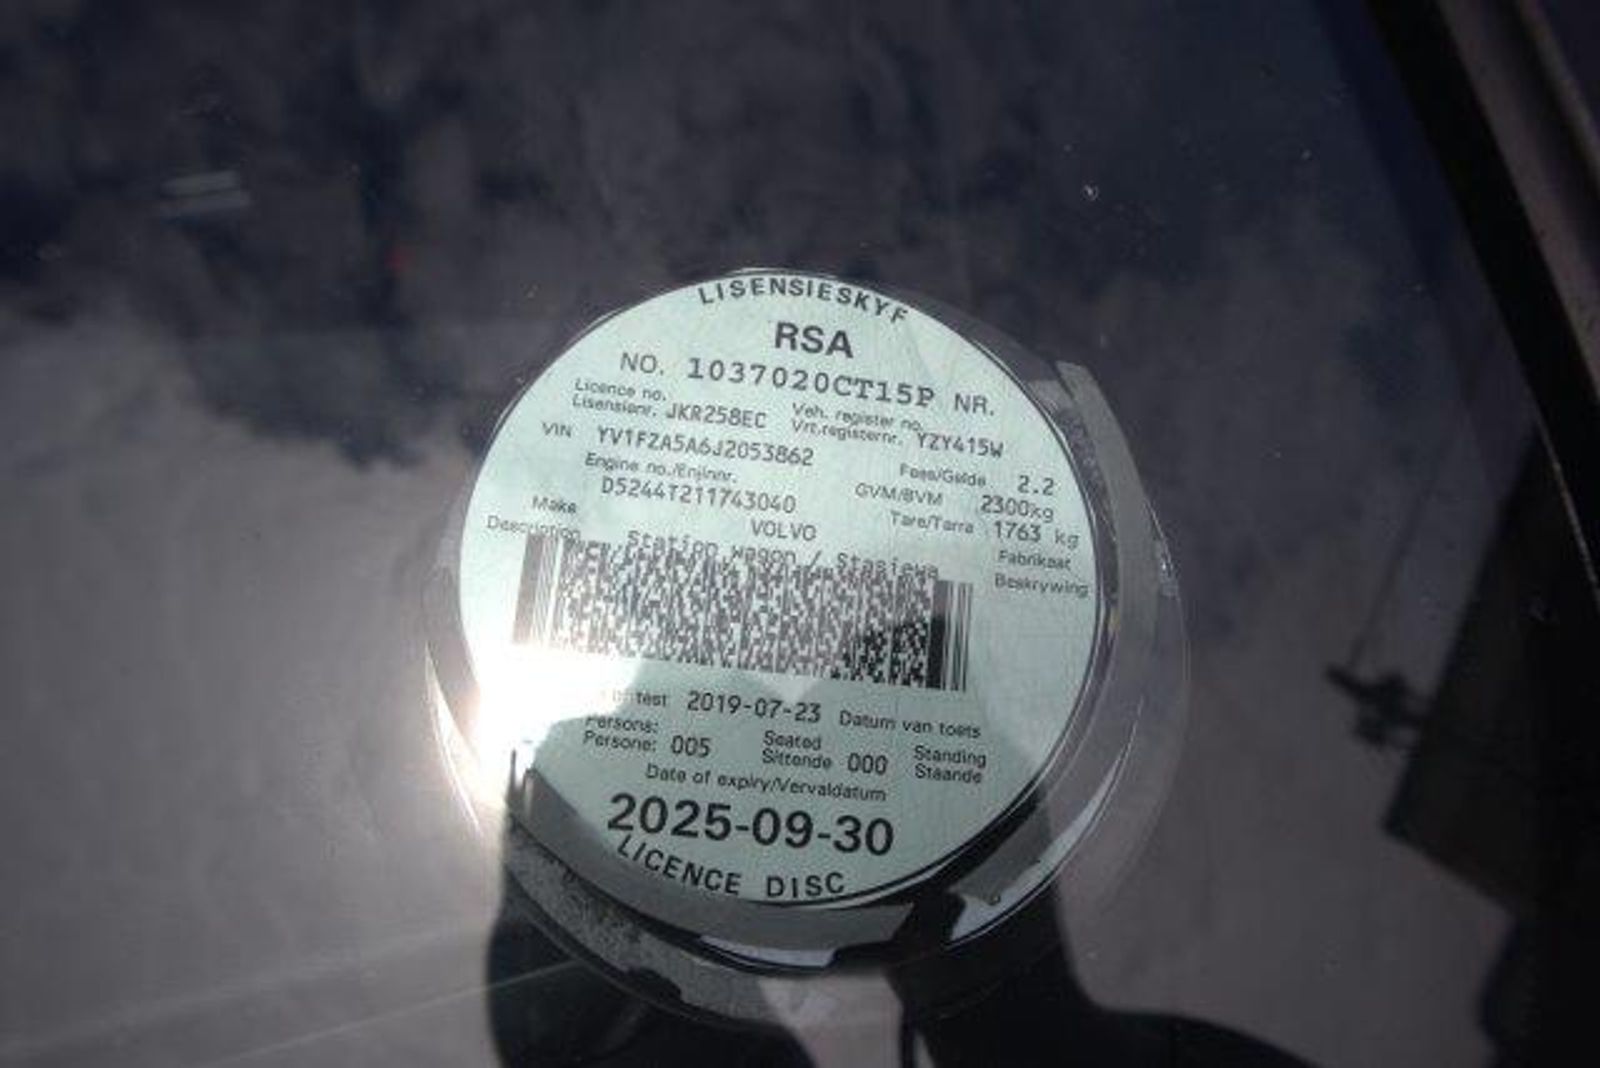 LISENSIESKYF
RSA
NO. 1037020CT15P NR.
Licence no. Veh. register no.
Lisensienr. JKR258EC Vrt.registernr. YZY415W
VIN YV1FZA5A6J2053862 Fees/Gelde 2.2
Engine no./Enjinnr. GVM/BVM 2300kg
D5244T211743040 Tare/Tarra 1763 kg
Make VOLVO Fabrikaat
Description Station wagon / Stasiewa Beskrywing
test 2019-07-23 Datum van toets
Persons: Seated Standing
Persone: 005 Sittende 000 Staande
Date of expiry/Vervaldatum
2025-09-30
LICENCE DISC